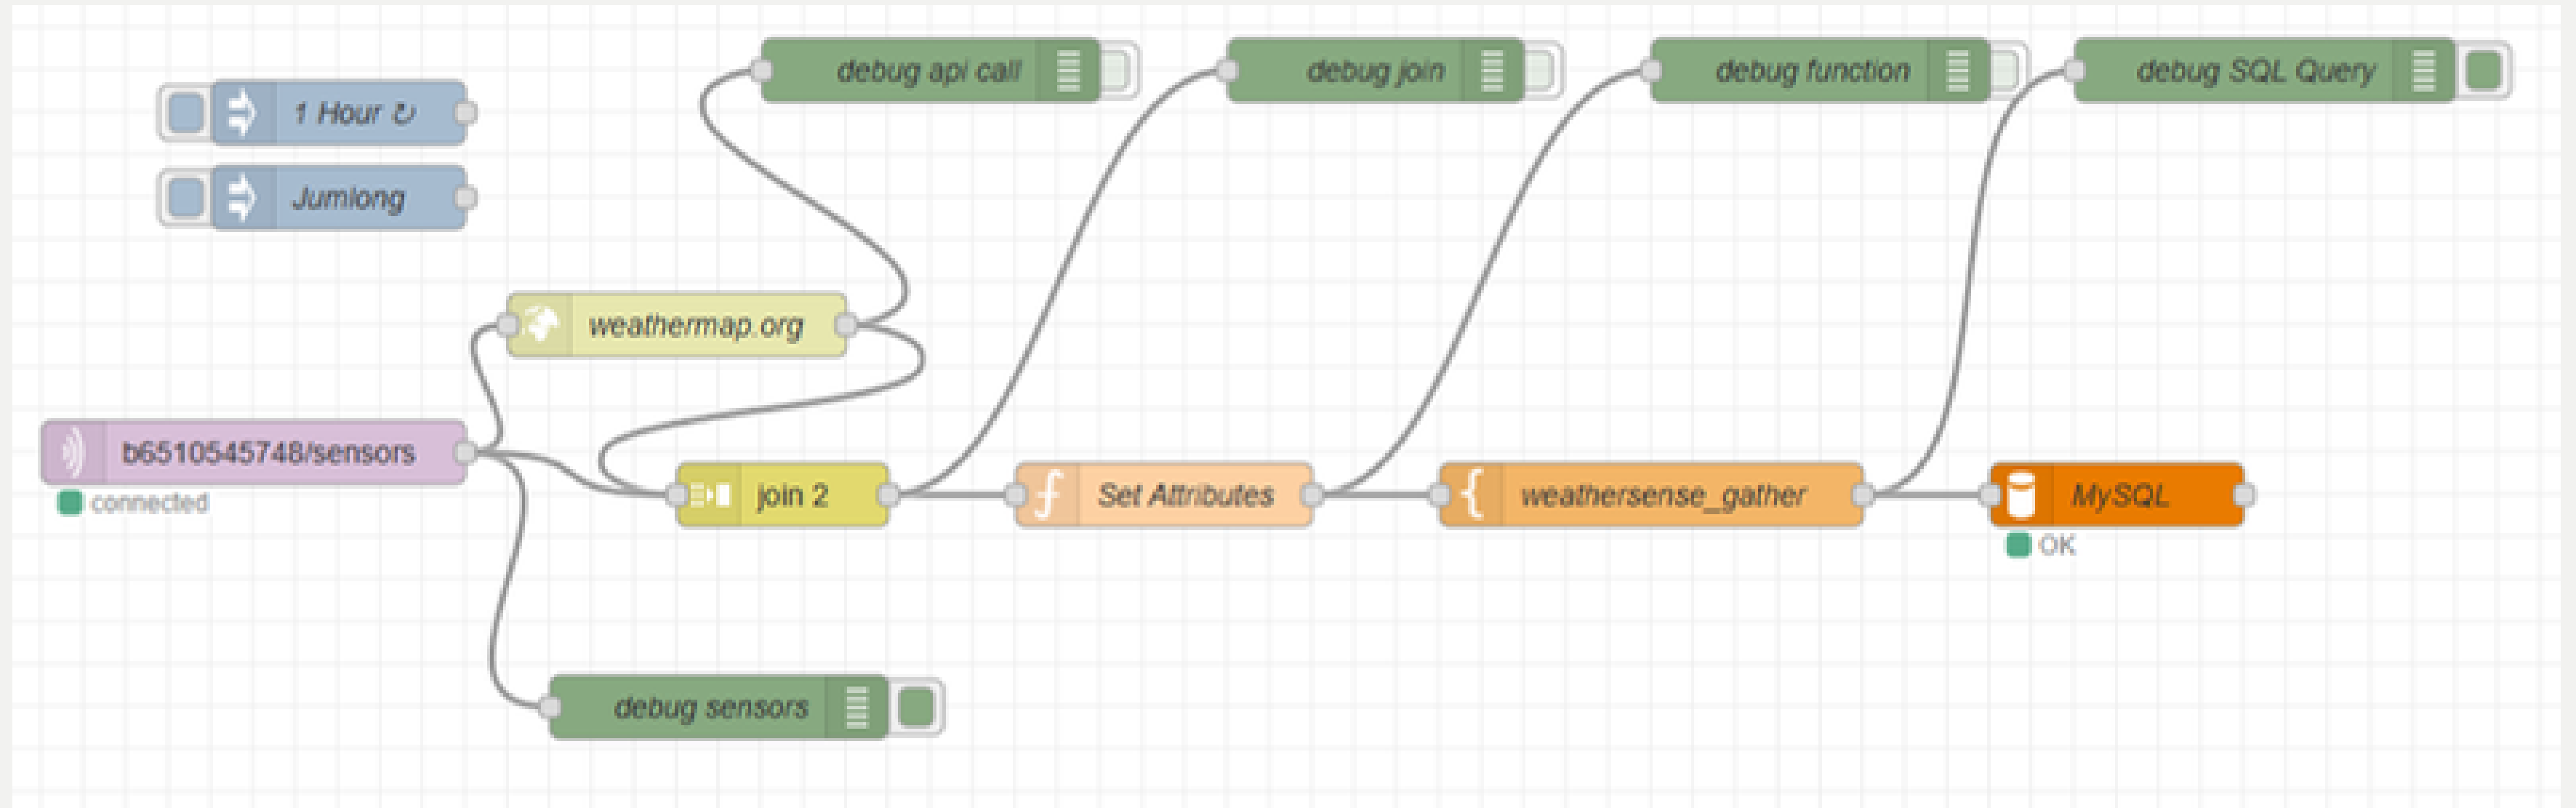 debug api call
debug join
debug function
debug SQL Query
1 Hour ↻
Jumlong
weathermap.org
b6510545748/sensors
connected
join 2
Set Attributes
weathersense_gather
MySQL
OK
debug sensors